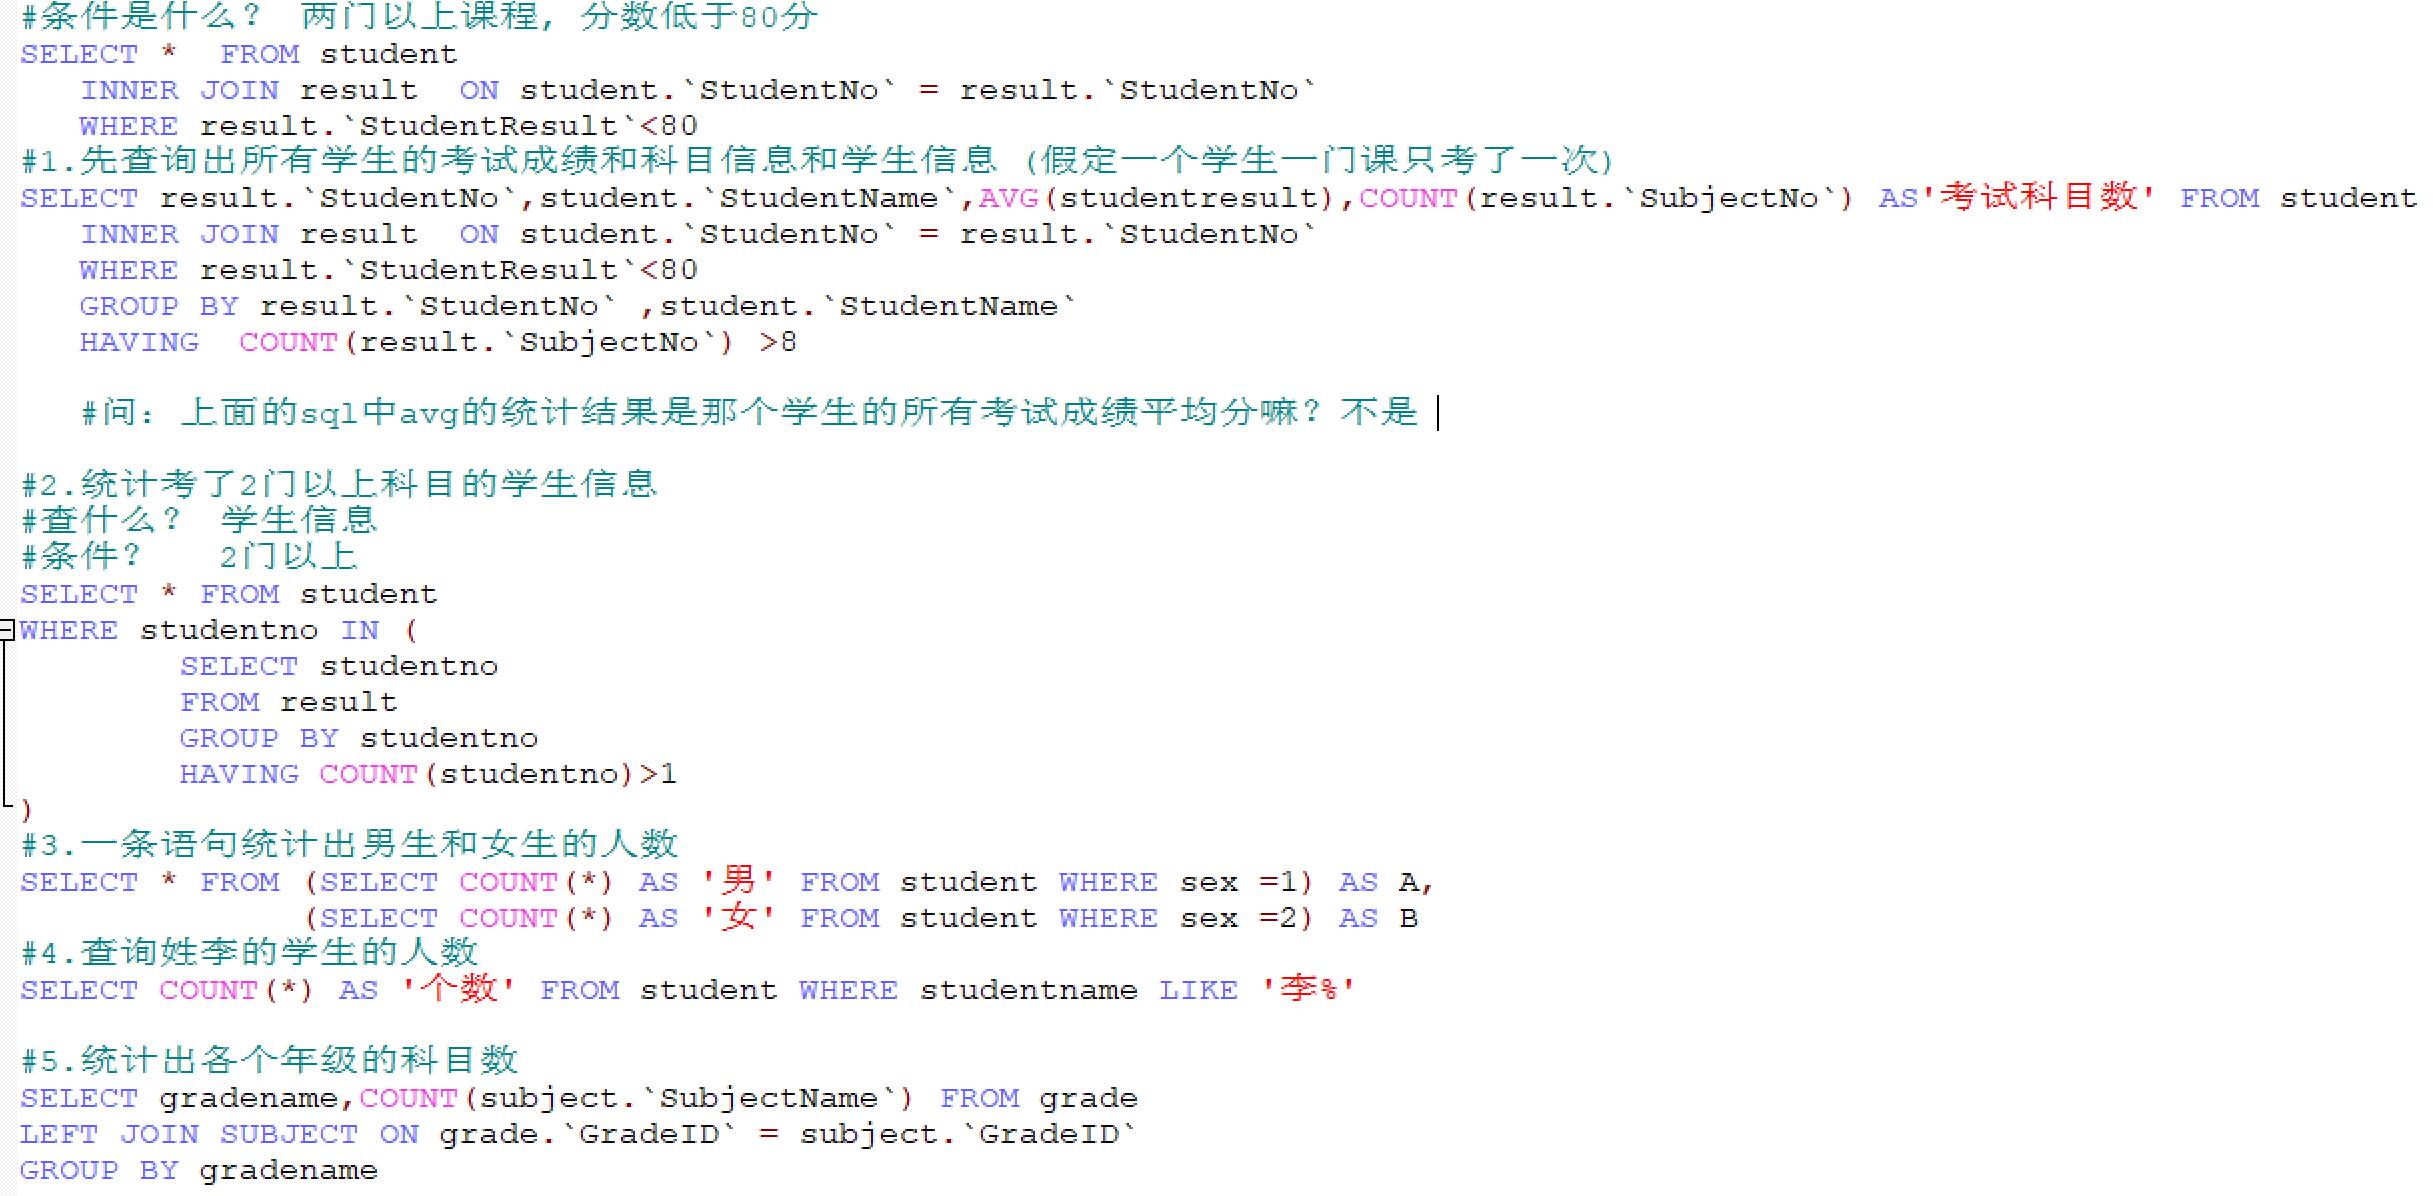 #条件是什么? 两门以上课程, 分数低于80分
SELECT *  FROM student
   INNER JOIN result  ON student.`StudentNo` = result.`StudentNo`
   WHERE result.`StudentResult`<80
#1.先查询出所有学生的考试成绩和科目信息和学生信息 (假定一个学生一门课只考了一次)
SELECT result.`StudentNo`,student.`StudentName`,AVG(studentresult),COUNT(result.`SubjectNo`) AS'考试科目数' FROM student
   INNER JOIN result  ON student.`StudentNo` = result.`StudentNo`
   WHERE result.`StudentResult`<80
   GROUP BY result.`StudentNo` ,student.`StudentName`
   HAVING  COUNT(result.`SubjectNo`) >8
   #问: 上面的sql中avg的统计结果是那个学生的所有考试成绩平均分嘛? 不是
#2.统计考了2门以上科目的学生信息
#查什么? 学生信息
#条件?   2门以上
SELECT * FROM student
WHERE studentno IN (
        SELECT studentno
        FROM result
        GROUP BY studentno
        HAVING COUNT(studentno)>1
)
#3.一条语句统计出男生和女生的人数
SELECT * FROM (SELECT COUNT(*) AS '男' FROM student WHERE sex =1) AS A,
              (SELECT COUNT(*) AS '女' FROM student WHERE sex =2) AS B
#4.查询姓李的学生的人数
SELECT COUNT(*) AS '个数' FROM student WHERE studentname LIKE '李%'
#5.统计出各个年级的科目数
SELECT gradename,COUNT(subject.`SubjectName`) FROM grade
LEFT JOIN SUBJECT ON grade.`GradeID` = subject.`GradeID`
GROUP BY gradename